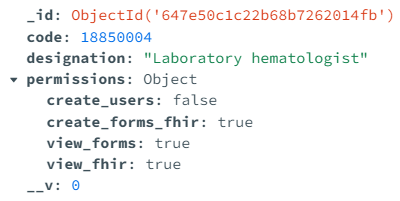 _id: ObjectId('647e50c1c22b68b7262014fb')
code: 18850004
designation: "Laboratory hematologist"
permissions: Object
create_users: false
create_forms_fhir: true
view_forms: true
view_fhir: true
__v: 0